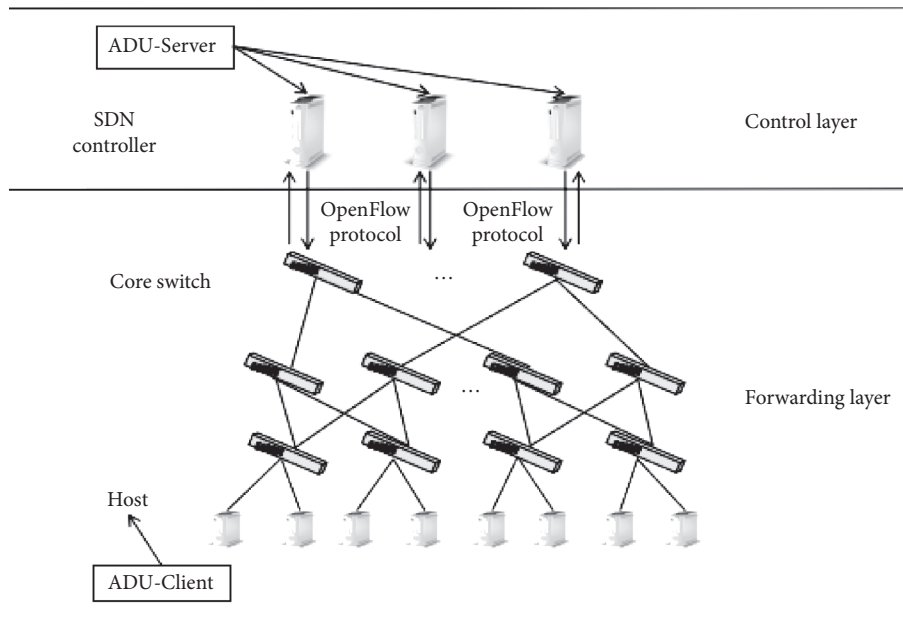 ADU-Server
SDN
controller
Control layer
OpenFlow
protocol
OpenFlow
protocol
Core switch
...
...
Forwarding layer
Host
ADU-Client